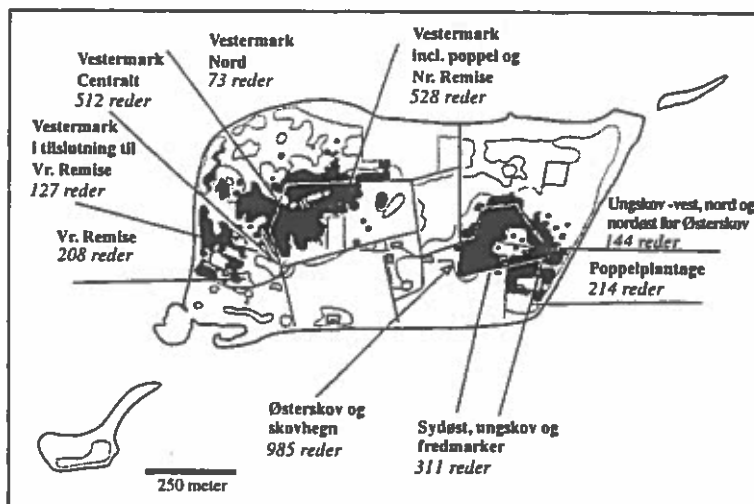 Vestermark
Nord
73 reder
Vestermark
incl. poppel og
Nr. Remise
528 reder
Vestermark
Centralt
512 reder
Vestermark
i tilslutning til
Vr. Remise
127 reder
Vr. Remise
208 reder
Ungskov -vest, nord og
nordøst for Østerskov
144 reder
Poppelplantage
214 reder
Østerskov og
skovhegn
985 reder
Sydøst, ungskov og
fredmarker
311 reder
250 meter